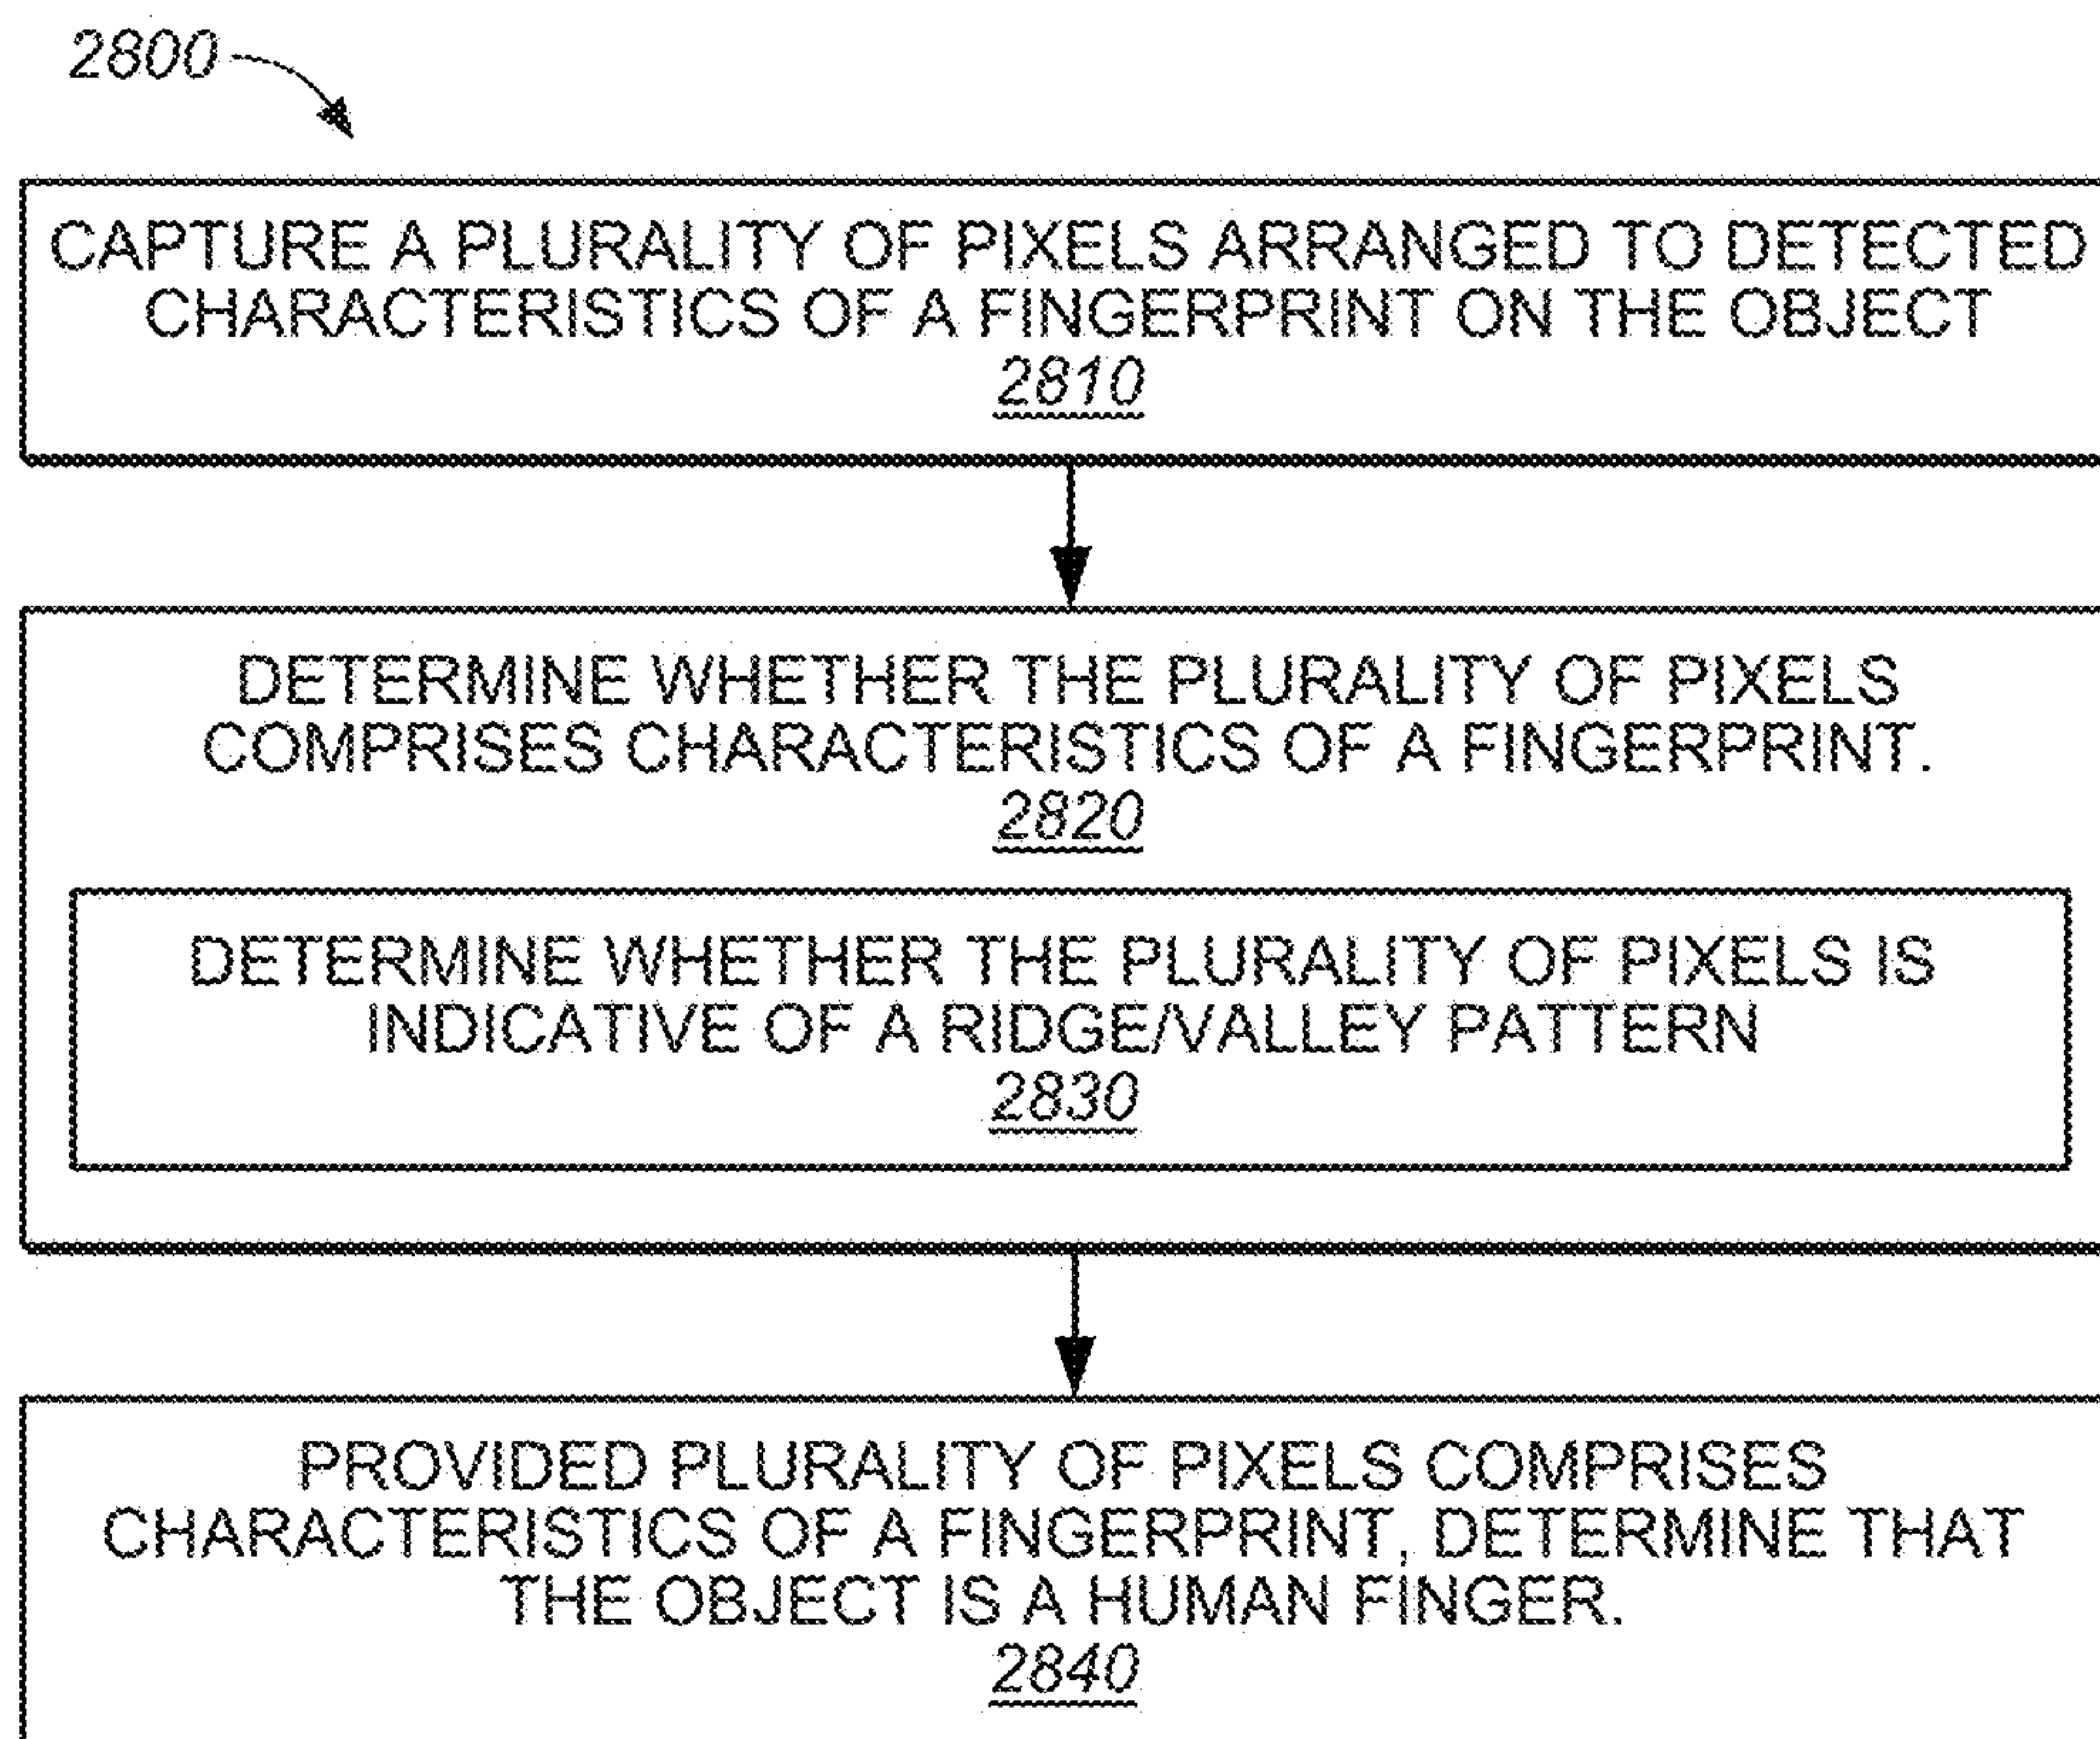 2800
CAPTURE A PLURALITY OF PIXELS ARRANGED TO DETECTED
CHARACTERISTICS OF A FINGERPRINT ON THE OBJECT
2810
DETERMINE WHETHER THE PLURALITY OF PIXELS
COMPRISES CHARACTERISTICS OF A FINGERPRINT.
2820
DETERMINE WHETHER THE PLURALITY OF PIXELS IS
INDICATIVE OF A RIDGE/VALLEY PATTERN
2830
PROVIDED PLURALITY OF PIXELS COMPRISES
CHARACTERISTICS OF A FINGERPRINT, DETERMINE THAT
THE OBJECT IS A HUMAN FINGER.
2840